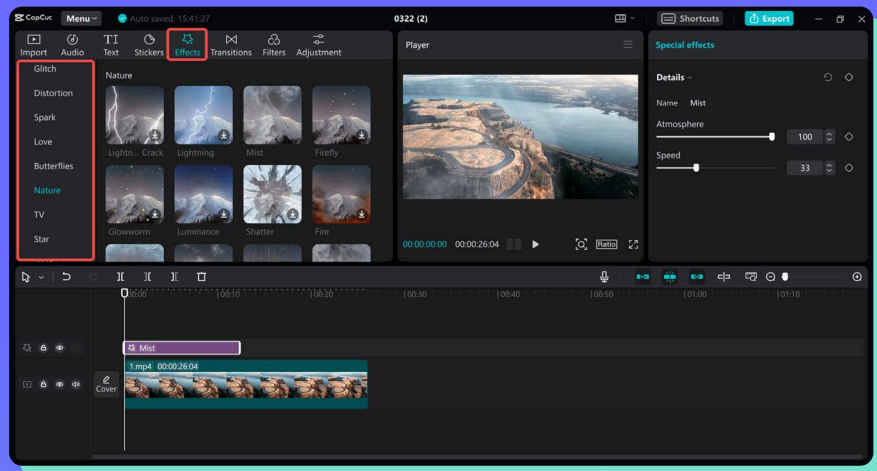 CapCut Menu Auto saved: 15:41:27 0322 (2) Shortcuts Export
Import Audio Text Stickers Effects Transitions Filters Adjustment
Glitch
Distortion
Spark
Love
Butterflies
Nature
TV
Star
Nature
Lightn... Crack Lightning Mist Firefly
Glowworm Luminance Shatter Fire
Player
00:00:00:00 00:00:26:04 Ratio
Special effects
Details
Name Mist
Atmosphere
100
Speed
33
00:00 00:10 00:20 00:30 00:40 00:50 01:00 01:10
Mist
1.mp4 00:00:26:04
Cover